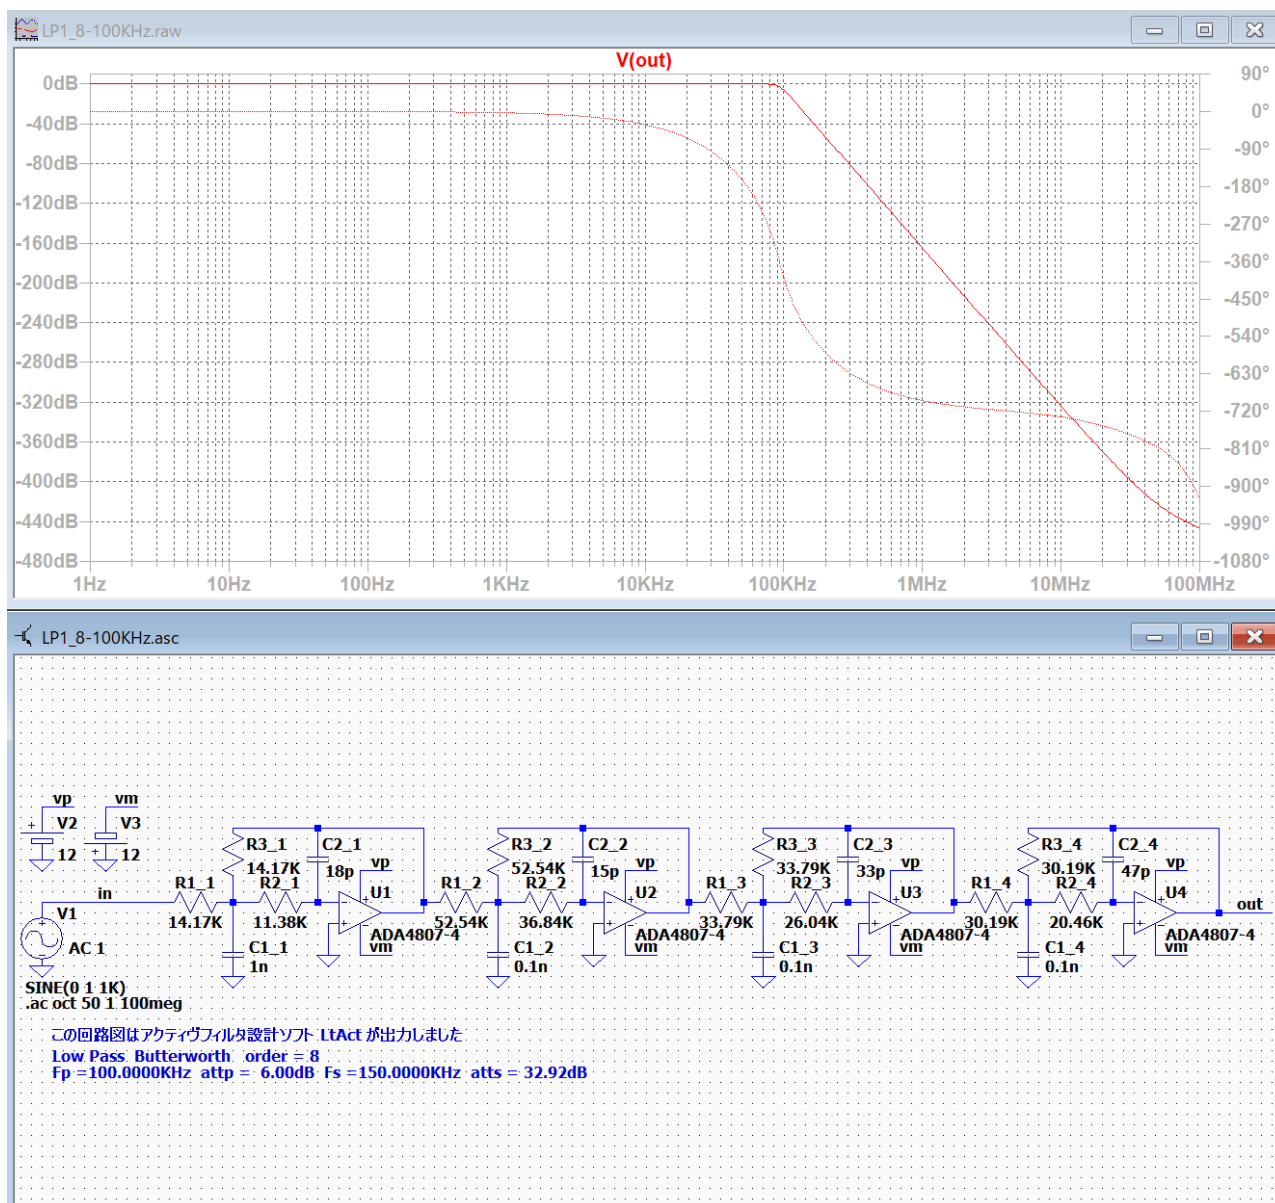 LP1_8-100KHz.raw
V(out)
0dB
-40dB
-80dB
-120dB
-160dB
-200dB
-240dB
-280dB
-320dB
-360dB
-400dB
-440dB
-480dB
90°
0°
-90°
-180°
-270°
-360°
-450°
-540°
-630°
-720°
-810°
-900°
-990°
-1080°
1Hz 10Hz 100Hz 1KHz 10KHz 100KHz 1MHz 10MHz 100MHz
LP1_8-100KHz.asc
vp vm
V2 V3
12 12
in
V1
AC 1
SINE(0 1 1K)
.ac oct 50 1 100meg
R3_1
14.17K
C2_1
18p
vp
R1_1
14.17K
R2_1
11.38K
U1
ADA4807-4
vm
C1_1
1n
R3_2
52.54K
C2_2
15p
vp
R1_2
52.54K
R2_2
36.84K
U2
ADA4807-4
vm
C1_2
0.1n
R3_3
33.79K
C2_3
33p
vp
R1_3
33.79K
R2_3
26.04K
U3
ADA4807-4
vm
C1_3
0.1n
R3_4
30.19K
C2_4
47p
vp
R1_4
30.19K
R2_4
20.46K
U4
ADA4807-4
vm
C1_4
0.1n
out
この回路図はアクティヴフィルタ設計ソフト LtAct が出力しました
Low Pass Butterworth order = 8
Fp =100.0000KHz attp = 6.00dB Fs =150.0000KHz atts = 32.92dB